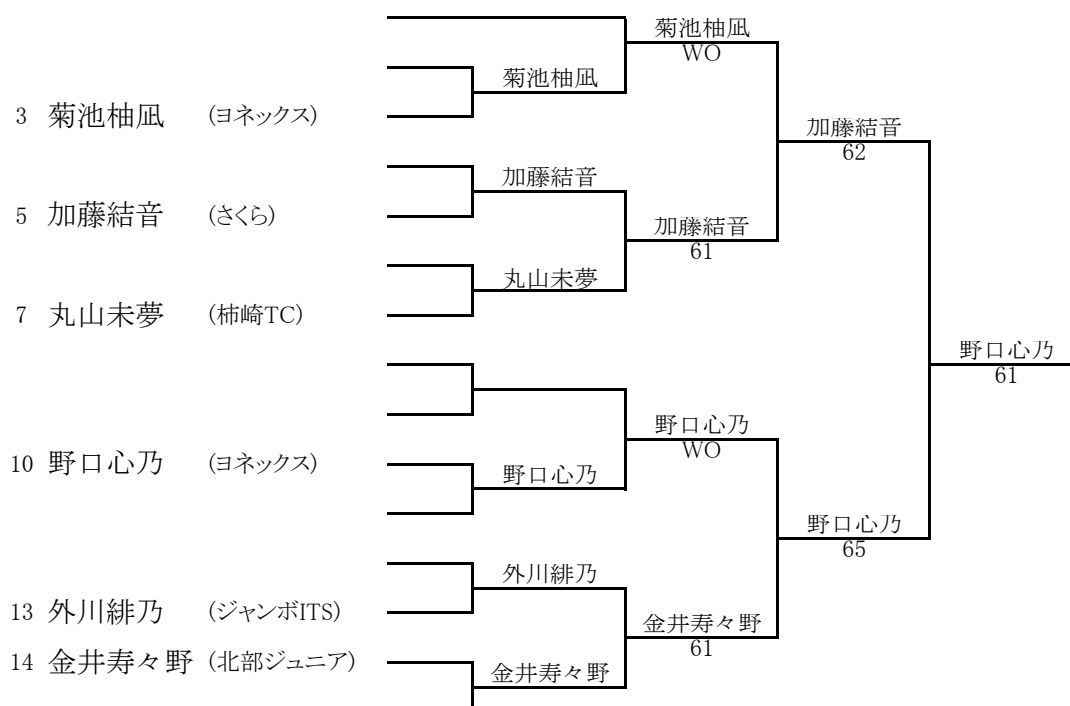 菊池柚凪
WO
菊池柚凪
3 菊池柚凪 (ヨネックス)
加藤結音
62
加藤結音
5 加藤結音 (さくら)
加藤結音
61
丸山未夢
7 丸山未夢 (柿崎TC)
野口心乃
61
野口心乃
WO
10 野口心乃 (ヨネックス)
野口心乃
野口心乃
65
外川緋乃
13 外川緋乃 (ジャンボITS)
金井寿々野
61
14 金井寿々野 (北部ジュニア)
金井寿々野